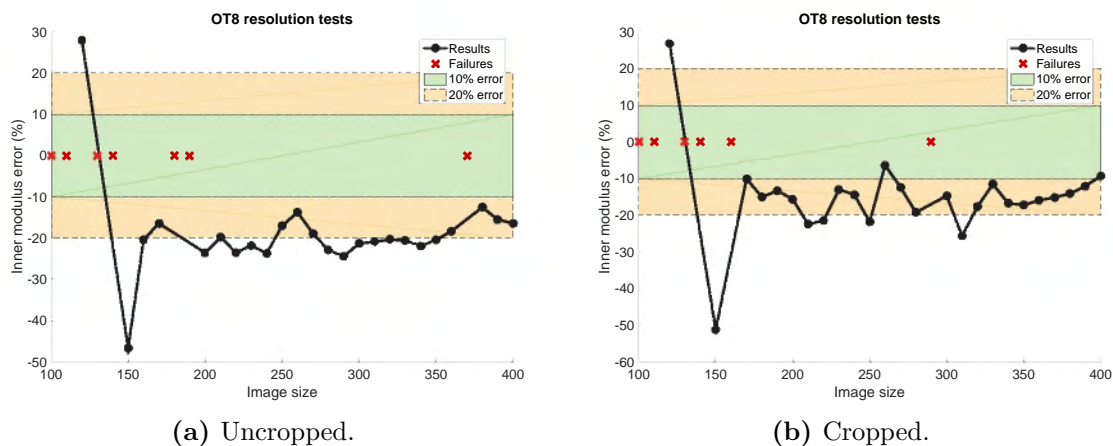 OT8 resolution tests
30
20
10
0
-10
-20
-30
-40
-50
Inner modulus error (%)
100 150 200 250 300 350 400
Image size
Results
Failures
10% error
20% error
(a) Uncropped.
OT8 resolution tests
30
20
10
0
-10
-20
-30
-40
-50
-60
Inner modulus error (%)
100 150 200 250 300 350 400
Image size
Results
Failures
10% error
20% error
(b) Cropped.